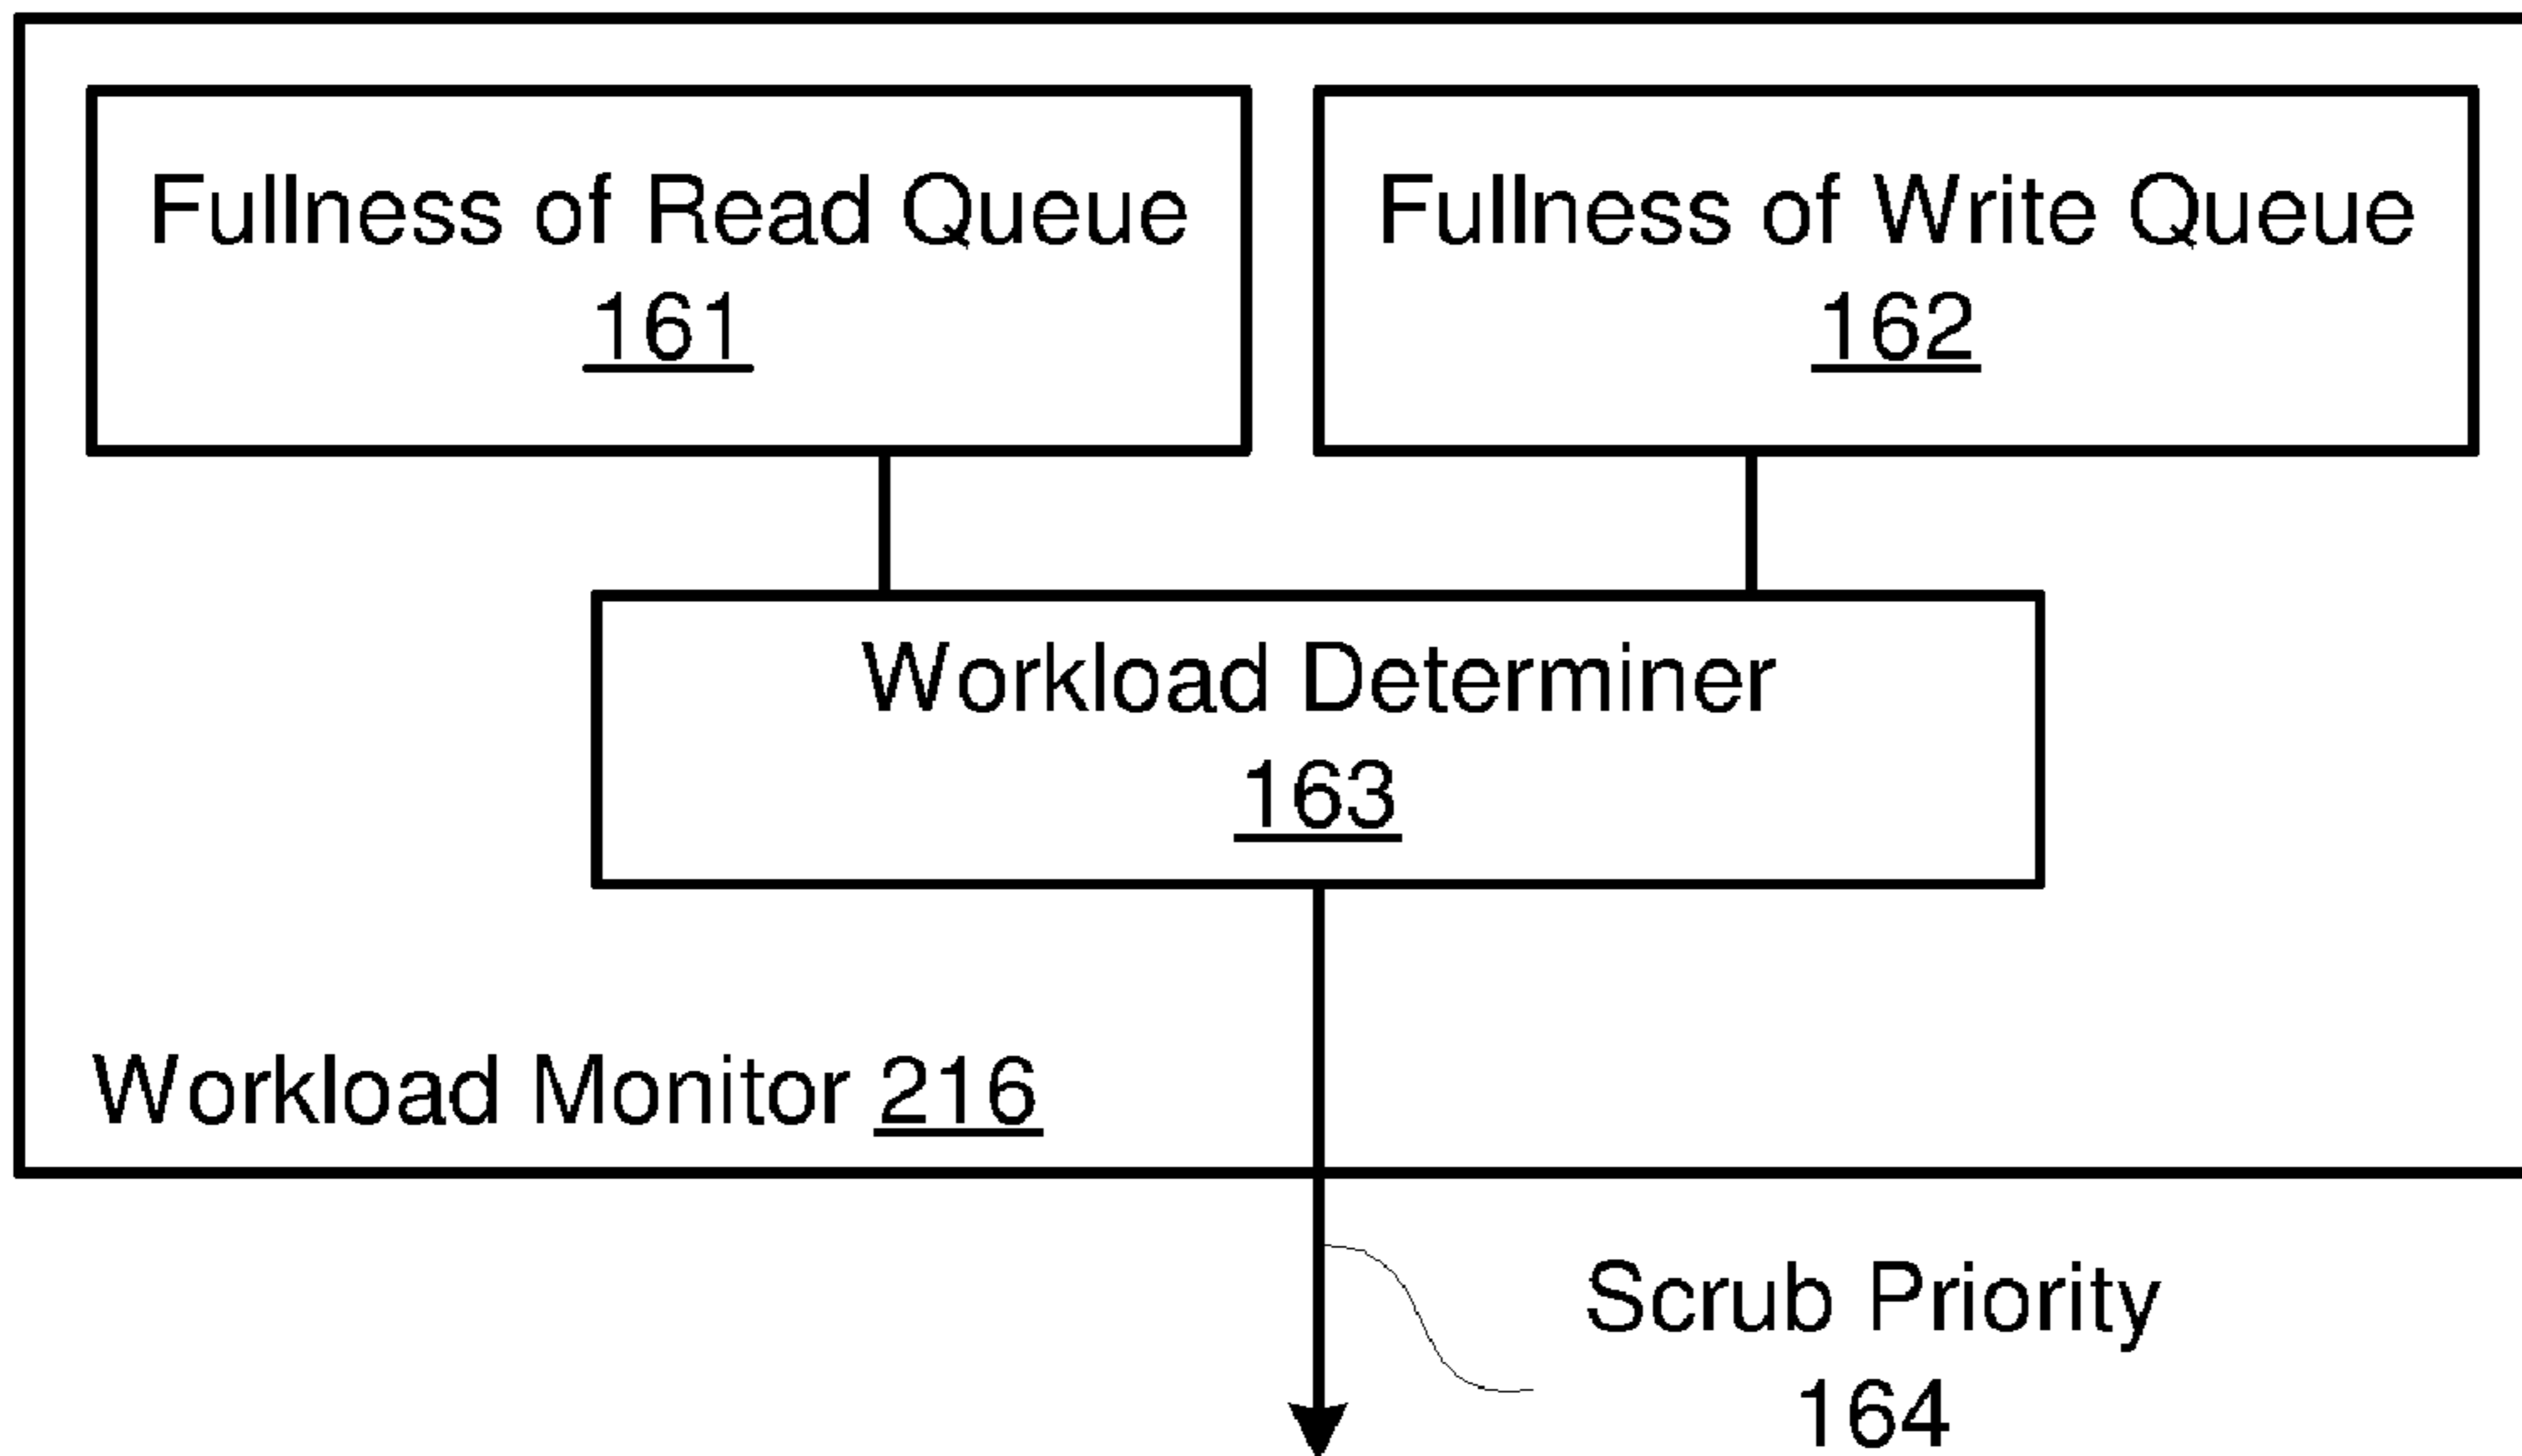 Fullness of Read Queue
161
Fullness of Write Queue
162
Workload Determiner
163
Workload Monitor 216
Scrub Priority
164